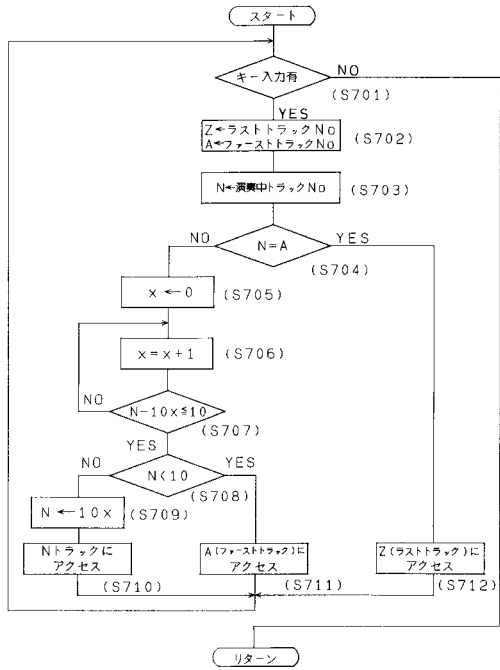 スタート
キー入力有
NO
(S701)
YES
Z←ラストトラックNo
A←ファーストトラックNo
(S702)
N←演奏中トラックNo
(S703)
NO
N=A
YES
(S704)
x ← 0
(S705)
x = x + 1
(S706)
NO
N-10x≦10
(S707)
YES
NO
N<10
YES
(S708)
N ← 10x
(S709)
Nトラックに
アクセス
(S710)
A(ファーストトラック)に
アクセス
(S711)
Z(ラストトラック)に
アクセス
(S712)
リターン